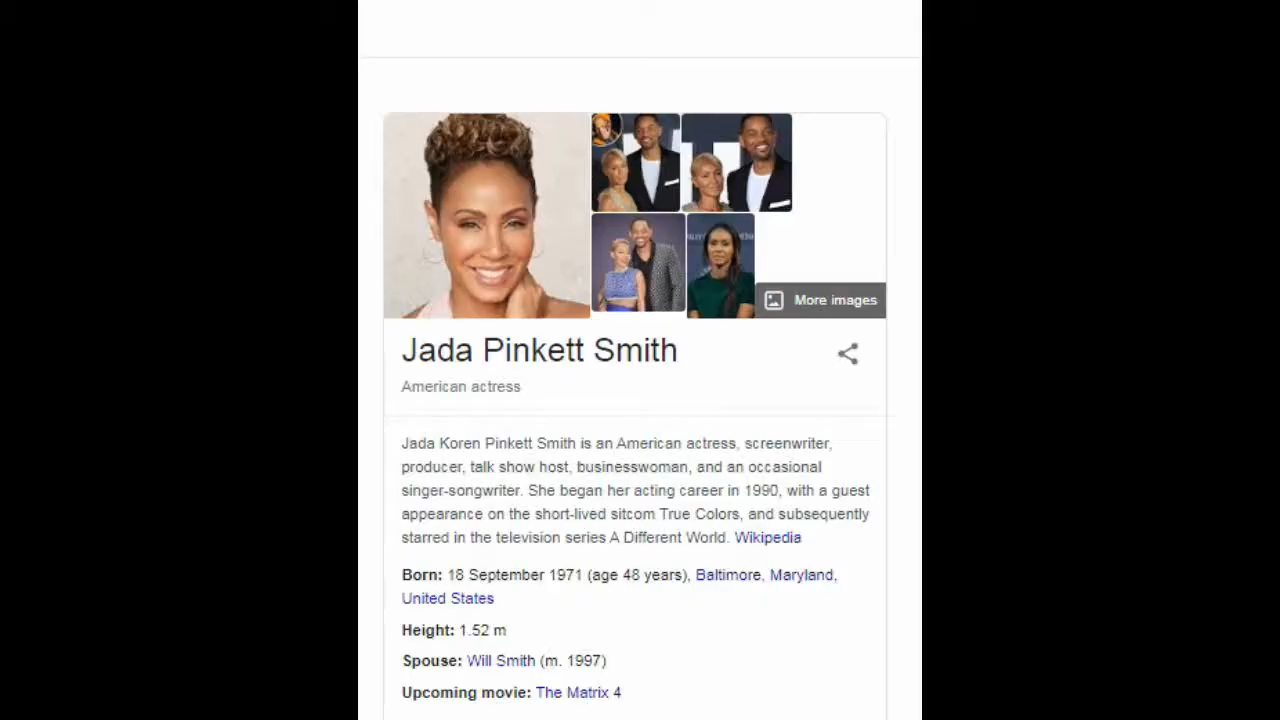 More images
Jada Pinkett Smith
American actress
Jada Koren Pinkett Smith is an American actress, screenwriter,
producer, talk show host, businesswoman, and an occasional
singer-songwriter. She began her acting career in 1990, with a guest
appearance on the short-lived sitcom True Colors, and subsequently
starred in the television series A Different World. Wikipedia
Born: 18 September 1971 (age 48 years), Baltimore, Maryland,
United States
Height: 1.52 m
Spouse: Will Smith (m. 1997)
Upcoming movie: The Matrix 4